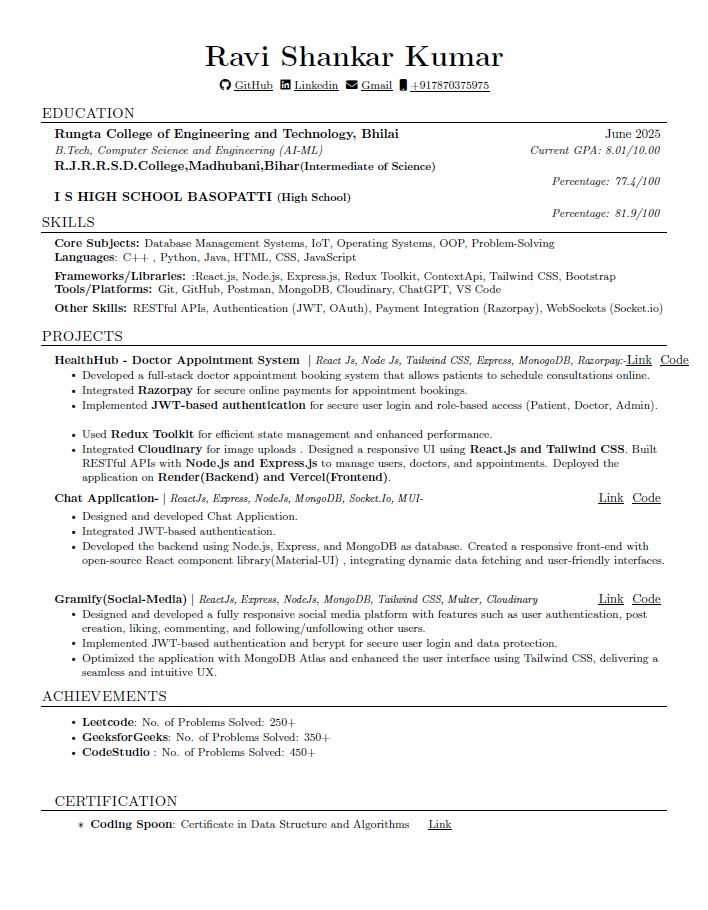 Ravi Shankar Kumar
GitHub Linkedin Gmail +917870375975
EDUCATION
Rungta College of Engineering and Technology, Bhilai June 2025
B.Tech, Computer Science and Engineering (AI-ML) Current GPA: 8.01/10.00
R.J.R.R.S.D.College,Madhubani,Bihar(Intermediate of Science)
Percentage: 77.4/100
I S HIGH SCHOOL BASOPATTI (High School)
Percentage: 81.9/100
SKILLS
Core Subjects: Database Management Systems, IoT, Operating Systems, OOP, Problem-Solving
Languages: C++ , Python, Java, HTML, CSS, JavaScript
Frameworks/Libraries: :React.js, Node.js, Express.js, Redux Toolkit, ContextApi, Tailwind CSS, Bootstrap
Tools/Platforms: Git, GitHub, Postman, MongoDB, Cloudinary, ChatGPT, VS Code
Other Skills: RESTful APIs, Authentication (JWT, OAuth), Payment Integration (Razorpay), WebSockets (Socket.io)
PROJECTS
HealthHub - Doctor Appointment System | React Js, Node Js, Tailwind CSS, Express, MonogoDB, Razorpay:-Link Code
• Developed a full-stack doctor appointment booking system that allows patients to schedule consultations online.
• Integrated Razorpay for secure online payments for appointment bookings.
• Implemented JWT-based authentication for secure user login and role-based access (Patient, Doctor, Admin).
• Used Redux Toolkit for efficient state management and enhanced performance.
• Integrated Cloudinary for image uploads . Designed a responsive UI using React.js and Tailwind CSS. Built
RESTful APIs with Node.js and Express.js to manage users, doctors, and appointments. Deployed the
application on Render(Backend) and Vercel(Frontend).
Chat Application- | ReactJs, Express, NodeJs, MongoDB, Socket.Io, MUI- Link Code
• Designed and developed Chat Application.
• Integrated JWT-based authentication.
• Developed the backend using Node.js, Express, and MongoDB as database. Created a responsive front-end with
open-source React component library(Material-UI) , integrating dynamic data fetching and user-friendly interfaces.
Gramify(Social-Media) | ReactJs, Express, NodeJs, MongoDB, Tailwind CSS, Multer, Cloudinary Link Code
• Designed and developed a fully responsive social media platform with features such as user authentication, post
creation, liking, commenting, and following/unfollowing other users.
• Implemented JWT-based authentication and bcrypt for secure user login and data protection.
• Optimized the application with MongoDB Atlas and enhanced the user interface using Tailwind CSS, delivering a
seamless and intuitive UX.
ACHIEVEMENTS
• Leetcode: No. of Problems Solved: 250+
• GeeksforGeeks: No. of Problems Solved: 350+
• CodeStudio : No. of Problems Solved: 450+
CERTIFICATION
∗ Coding Spoon: Certificate in Data Structure and Algorithms Link